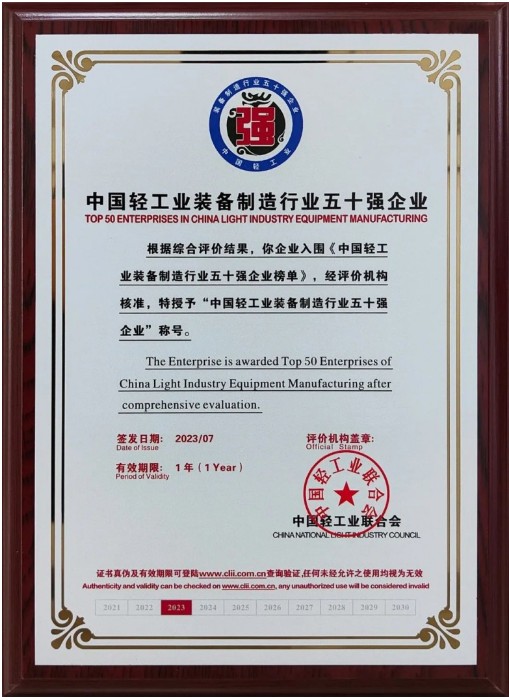 装备制造行业五十强企业
强
中国轻工业
中国轻工业装备制造行业五十强企业
TOP 50 ENTERPRISES IN CHINA LIGHT INDUSTRY EQUIPMENT MANUFACTURING
根据综合评价结果，你企业入围《中国轻工
业装备制造行业五十强企业榜单》，经评价机构
核准，特授予“中国轻工业装备制造行业五十强
企业”称号。
The Enterprise is awarded Top 50 Enterprises of
China Light Industry Equipment Manufacturing after
comprehensive evaluation.
签发日期： 2023/07
Date of Issue
有效期限： 1年（1 Year）
Period of Validity
评价机构盖章：
Official Stamp
中国轻工业联合会
中国轻工业联合会
CHINA NATIONAL LIGHT INDUSTRY COUNCIL
证书真伪及有效期限可登陆www.clii.com.cn查询验证,任何未经允许之使用均视为无效
Authenticity and validity can be checked on www.clii.com.cn, any unauthorized use will be considered invalid
2021 2022 2023 2024 2025 2026 2027 2028 2029 2030